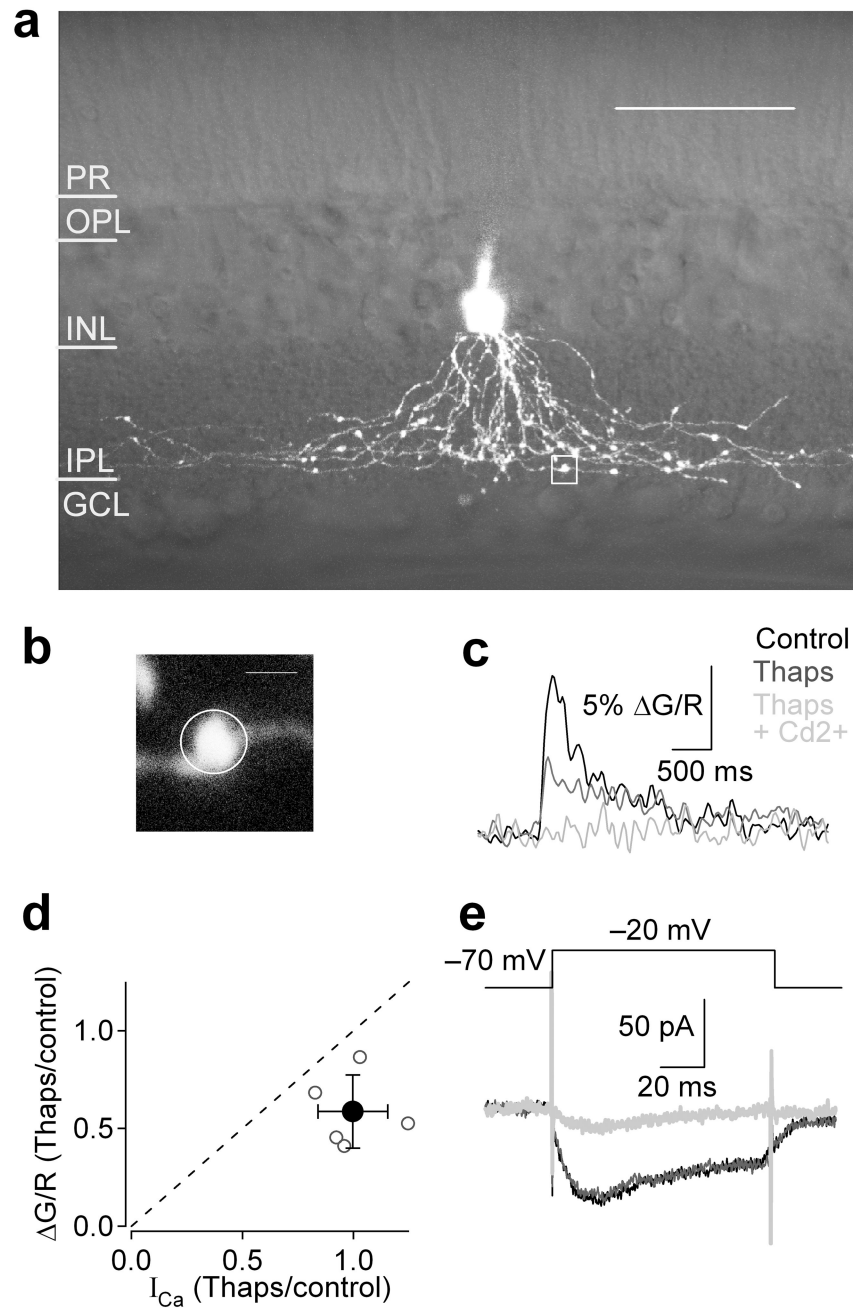 a
PR
OPL
INL
IPL
GCL
b
c
Control
Thaps
Thaps
+ Cd2+
5% ΔG/R
500 ms
d
ΔG/R (Thaps/control)
1.0
0.5
0.0
0.0 0.5 1.0
I_Ca (Thaps/control)
e
–20 mV
–70 mV
50 pA
20 ms